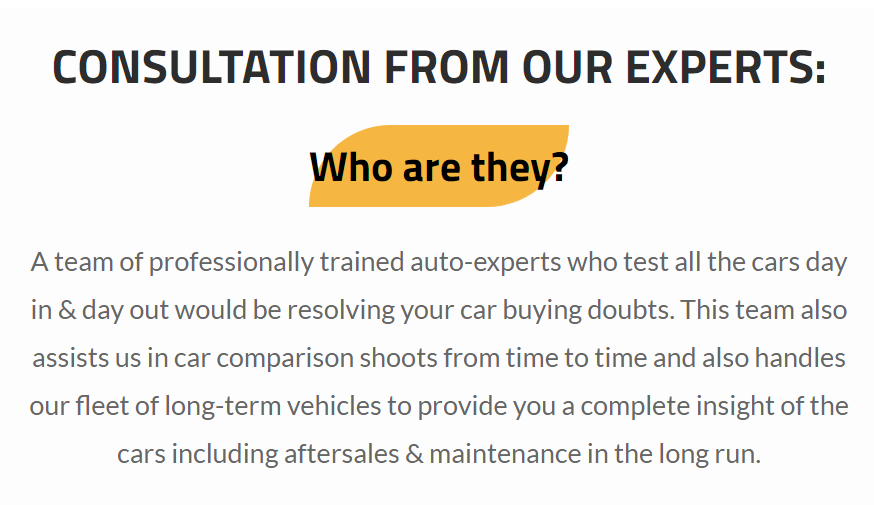 CONSULTATION FROM OUR EXPERTS:
Who are they?
A team of professionally trained auto-experts who test all the cars day
in & day out would be resolving your car buying doubts. This team also
assists us in car comparison shoots from time to time and also handles
our fleet of long-term vehicles to provide you a complete insight of the
cars including aftersales & maintenance in the long run.